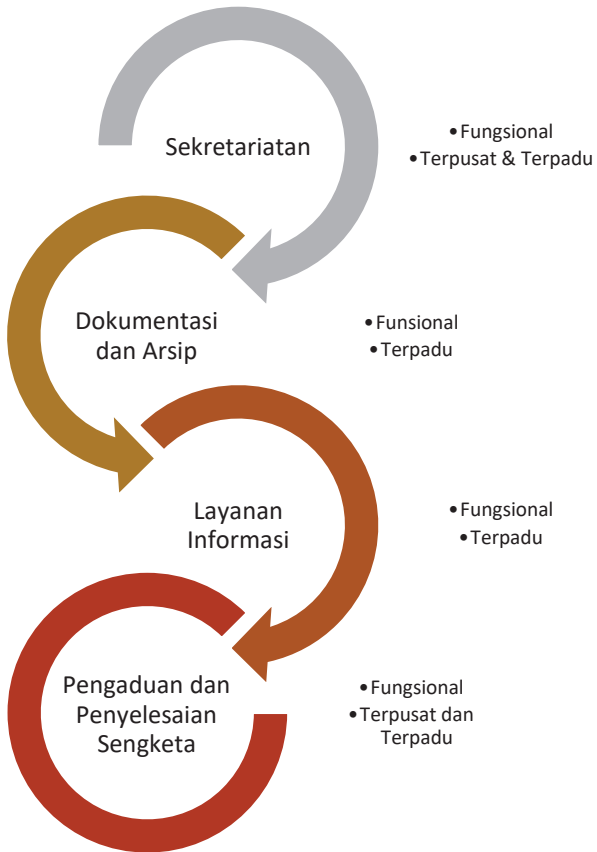 Sekretariatan
•Fungsional
•Terpusat & Terpadu
Dokumentasi
dan Arsip
•Funsional
•Terpadu
Layanan
Informasi
•Fungsional
•Terpadu
Pengaduan dan
Penyelesaian
Sengketa
•Fungsional
•Terpusat dan
Terpadu